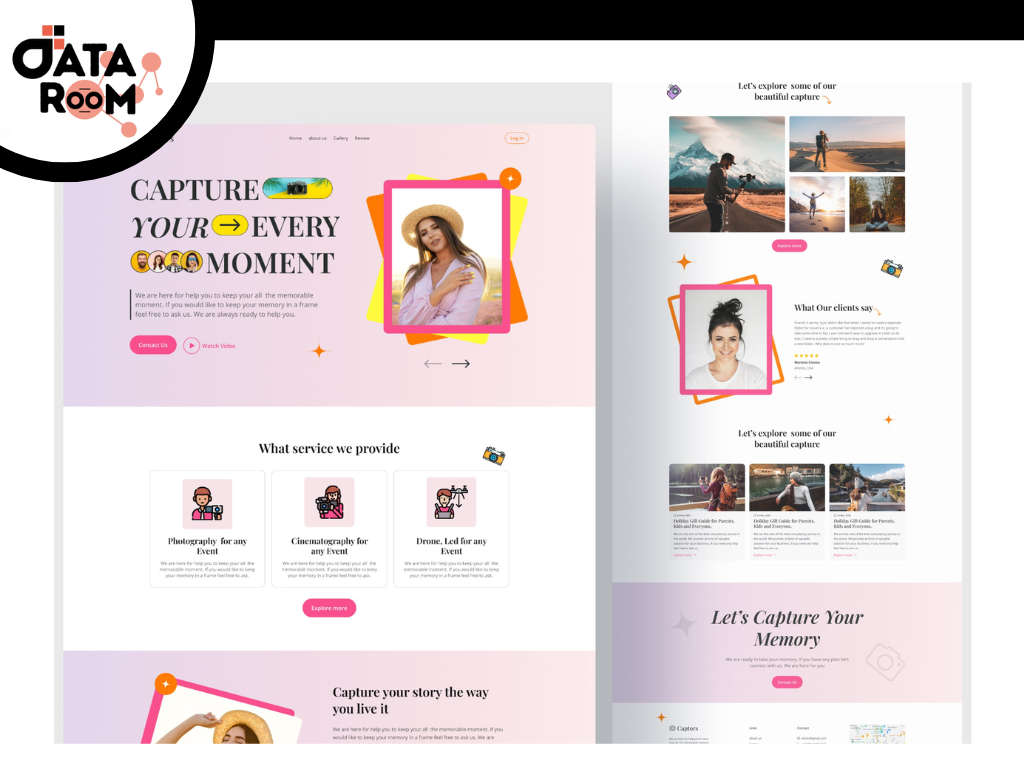 DATA
ROOM
Home about us Gallery Review
Log In
CAPTURE
YOUR EVERY
MOMENT
We are here for help you to keep your all the memorable
moment. If you would like to keep your memory in a frame
feel free to ask us. We are always ready to help you.
Contact Us
Watch Video
What service we provide
Photography for any
Event
We are here for help you to keep your all the
memorable moment. If you would like to keep
your memory in a frame feel free to ask.
Cinematography for
any Event
We are here for help you to keep your all the
memorable moment. If you would like to keep
your memory in a frame feel free to ask.
Drone, Led for any
Event
We are here for help you to keep your all the
memorable moment. If you would like to keep
your memory in a frame feel free to ask.
Explore more
Capture your story the way
you live it
We are here for help you to keep your all the memorable moment. If you
would like to keep your memory in a frame feel free to ask us. We are
Let's explore some of our
beautiful capture
Explore more
What Our clients say
Let's explore some of our
beautiful capture
Holiday Gift Guide for Parents,
Kids and Everyone.
Explore more
Holiday Gift Guide for Parents,
Kids and Everyone.
Explore more
Holiday Gift Guide for Parents,
Kids and Everyone.
Explore more
Let's Capture Your
Memory
We are ready to take your memory. If you have any plan let's
connect with us. We are here for you
Contact Us
Capters
Links
Contact
About us